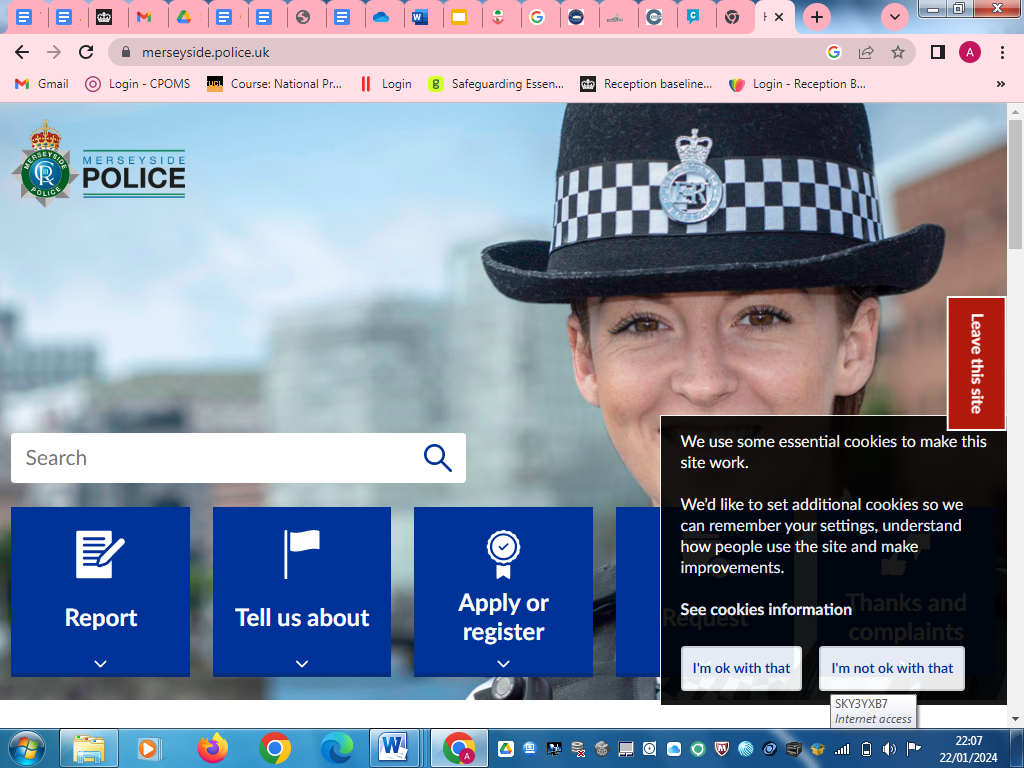 merseyside.police.uk
A
Gmail
Login - CPOMS
Course: National Pr...
Login
Safeguarding Essen...
Reception baseline...
Login - Reception B...
»
MERSEYSIDE
POLICE
MERSEYSIDE
POLICE
Leave this site
Search
We use some essential cookies to make this
site work.
We'd like to set additional cookies so we
can remember your settings, understand
how people use the site and make
improvements.
See cookies information
I'm ok with that
I'm not ok with that
Report
Tell us about
Apply or
register
Request
Thanks and
complaints
SKY3YXB7
Internet access
22:07
22/01/2024